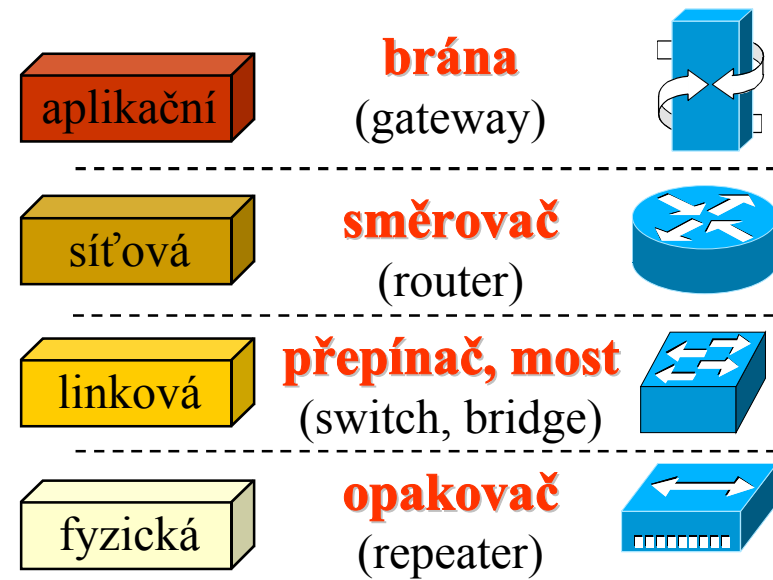 aplikační
brána
(gateway)
síťová
směrovač
(router)
linková
přepínač, most
(switch, bridge)
fyzická
opakovač
(repeater)